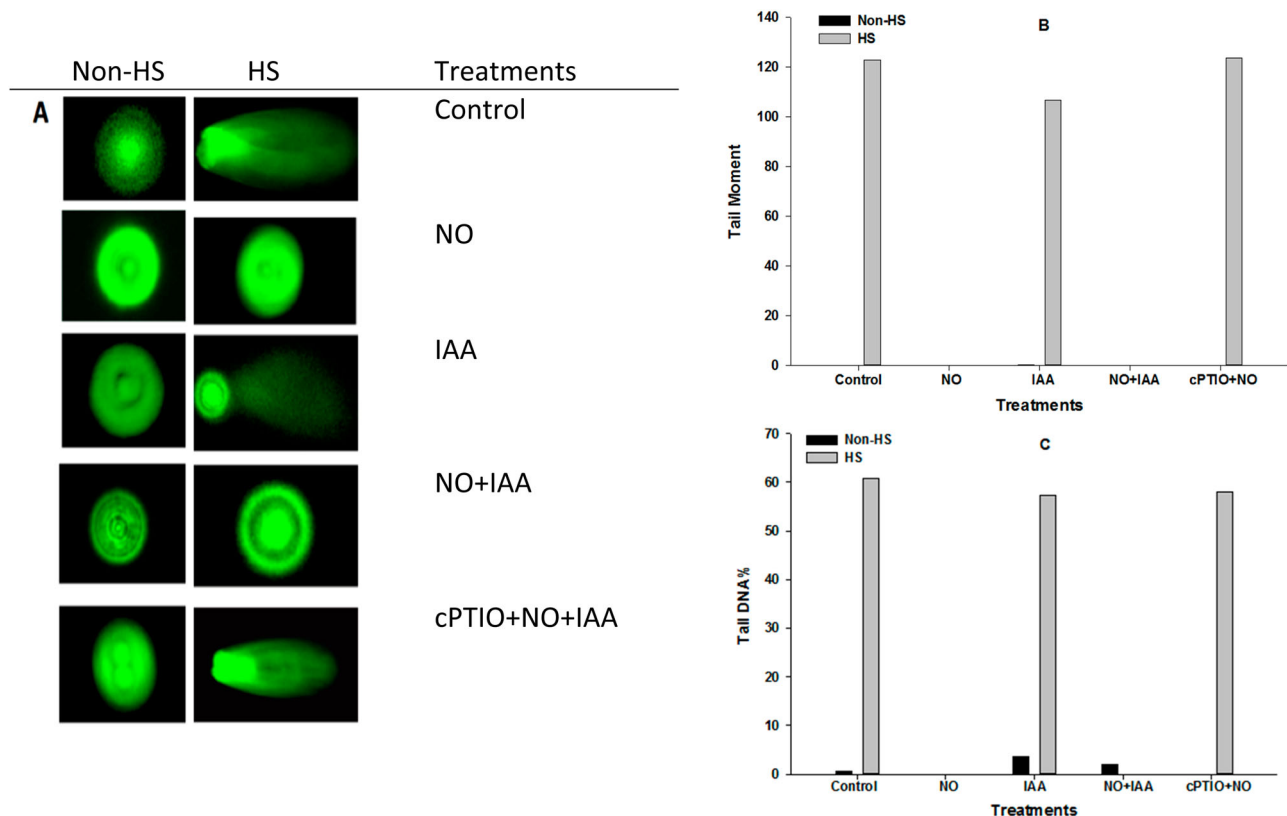 Non-HS HS Treatments
A
Control
NO
IAA
NO+IAA
cPTIO+NO+IAA
B
Non-HS
HS
140
120
100
80
60
40
20
0
Tail Moment
Control NO IAA NO+IAA cPTIO+NO
Treatments
C
Non-HS
HS
70
60
50
40
30
20
10
0
Tail DNA%
Control NO IAA NO+IAA cPTIO+NO
Treatments